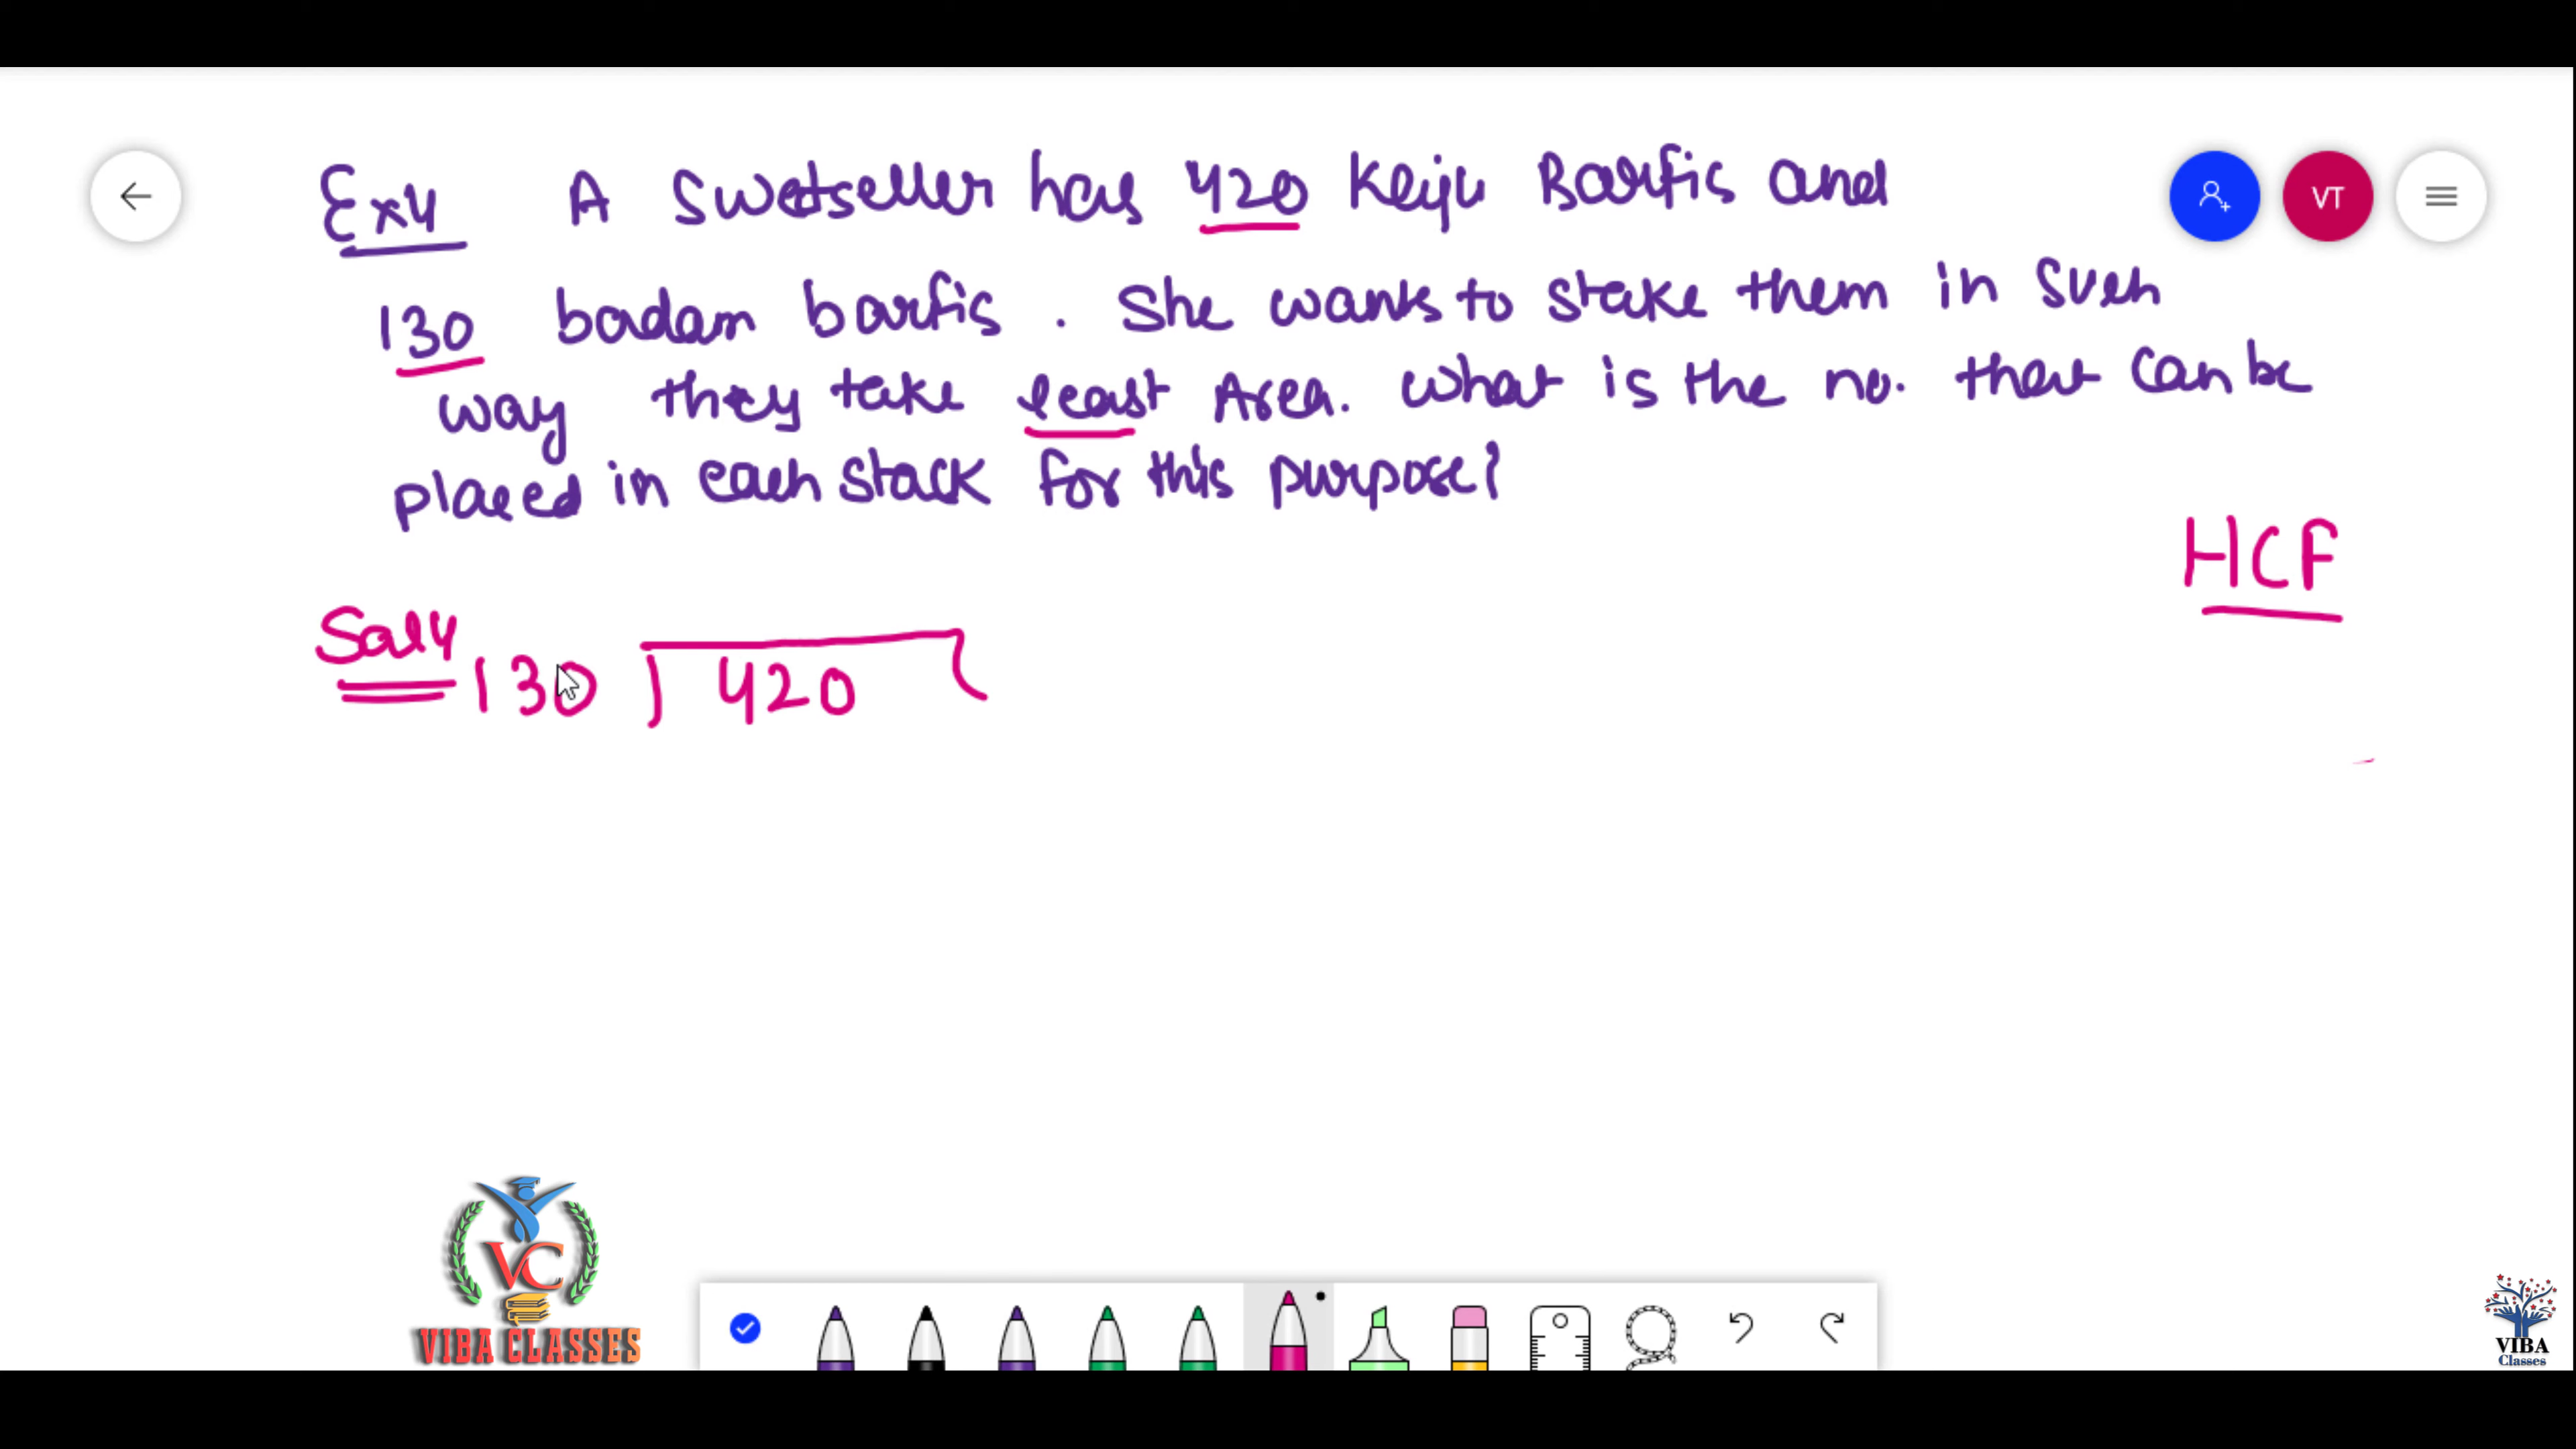 Ex4 A Sweetseller has 420 Kaju Barfis and
130 badam barfis. She wants to stake them in such
way they take least Area. What is the no. that can be
placed in each stack for this purpose?
HCF
Sol4 130 ) 420 (
VT
VC
VIBA CLASSES
VIBA
Classes